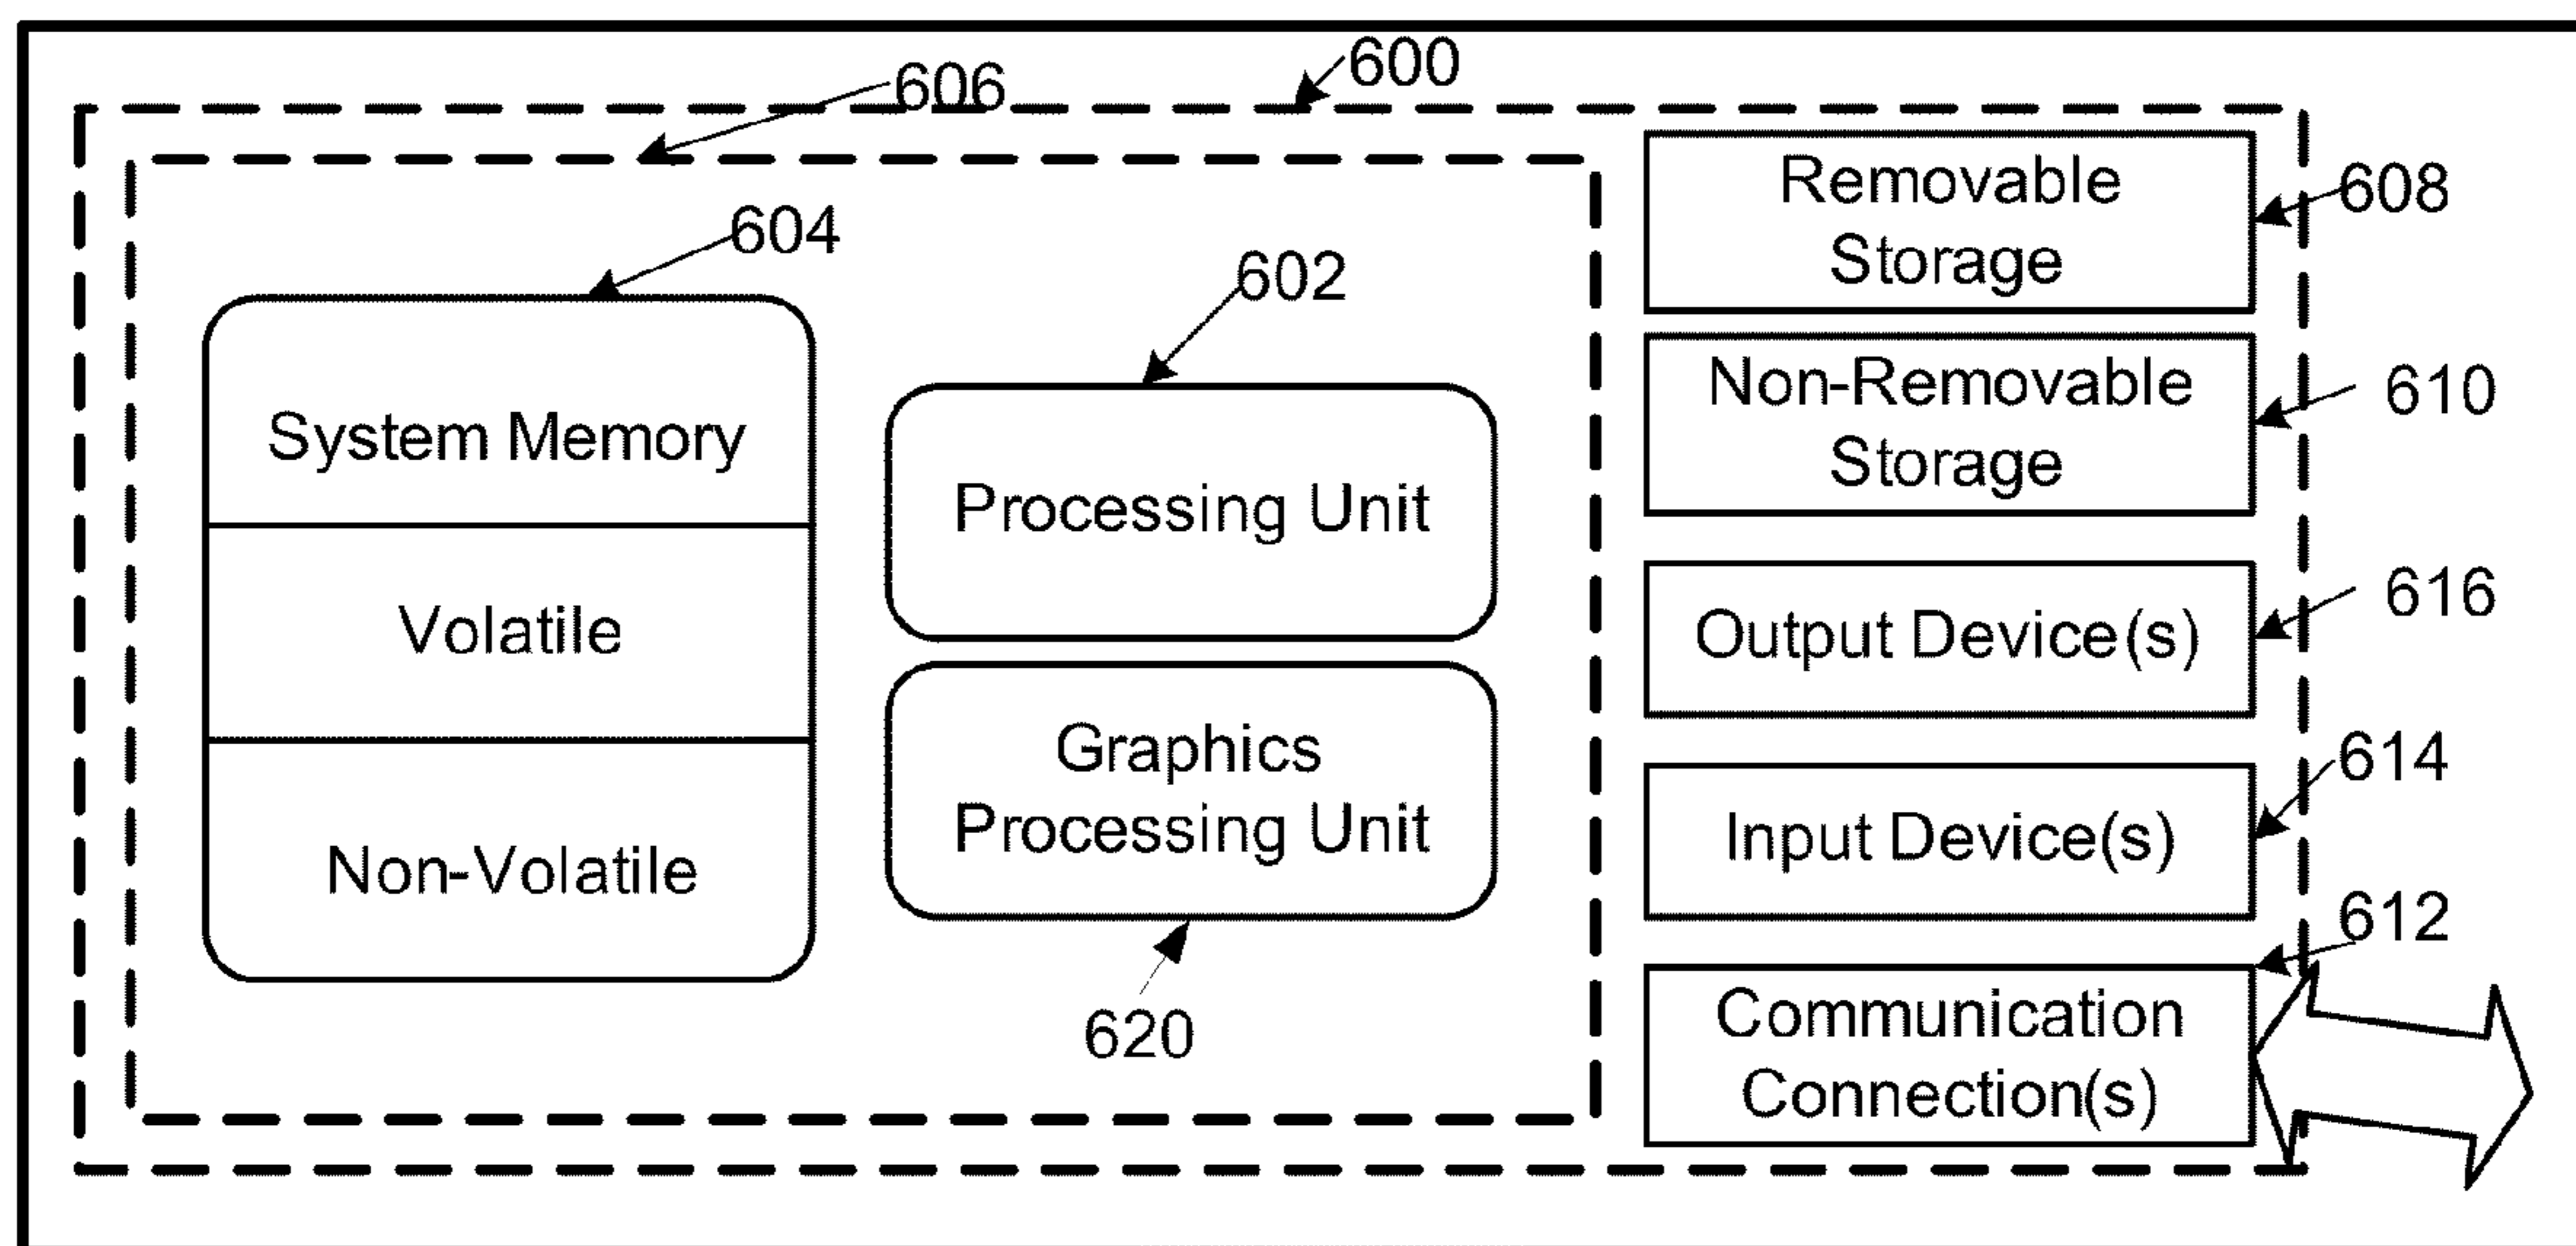 600
606
604
602
System Memory
Volatile
Non-Volatile
Processing Unit
Graphics
Processing Unit
620
Removable
Storage
608
Non-Removable
Storage
610
Output Device(s)
616
Input Device(s)
614
612
Communication
Connection(s)